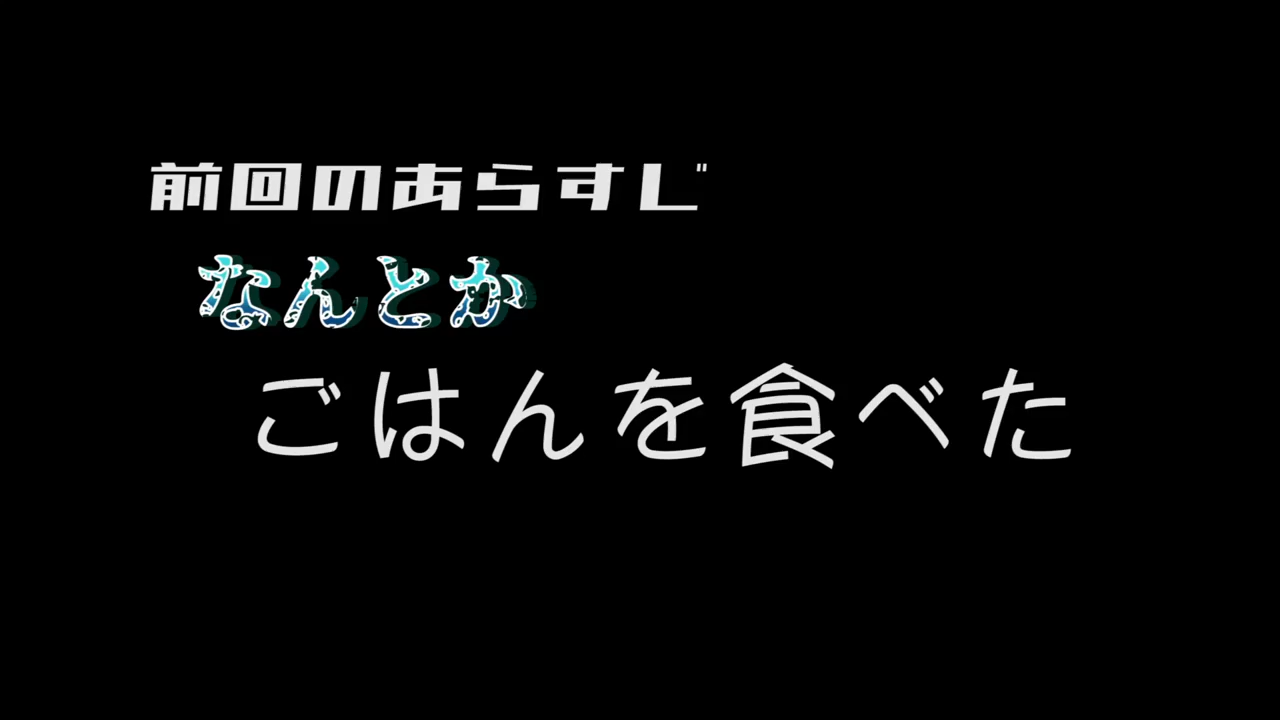 前回のあらすじ
なんとか
ごはんを食べた